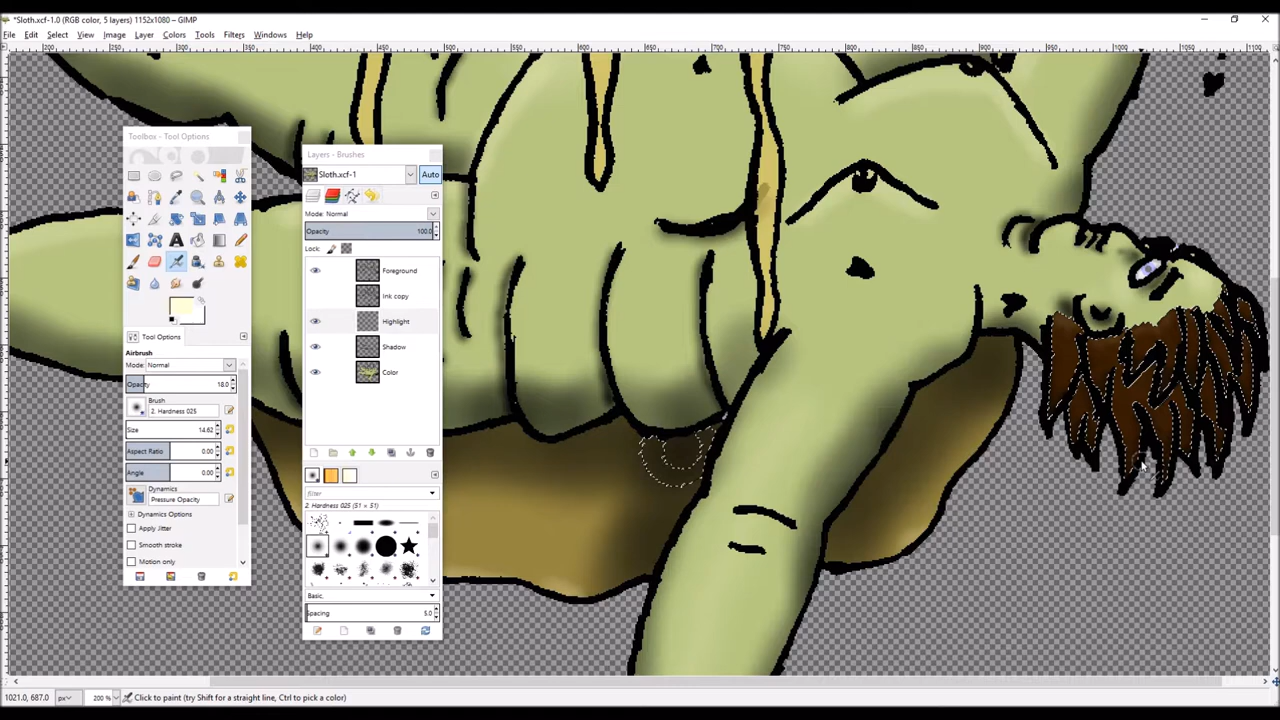 *Sloth.xcf-1.0 (RGB color, 5 layers) 1152x1080 – GIMP
File Edit Select View Image Layer Colors Tools Filters Windows Help
Toolbox - Tool Options
Tool Options
Airbrush
Mode: Normal
Opacity 18.0
Brush
2. Hardness 025
Size 14.62
Aspect Ratio 0.00
Angle 0.00
Dynamics
Pressure Opacity
Dynamics Options
Apply Jitter
Smooth stroke
Motion only
Layers - Brushes
Sloth.xcf-1 Auto
Mode: Normal
Opacity 100.0
Lock:
Foreground
Ink copy
Highlight
Shadow
Color
filter
2. Hardness 025 (51 × 51)
Basic,
Spacing 5.0
1021.0, 687.0 px 200 % Click to paint (try Shift for a straight line, Ctrl to pick a color)